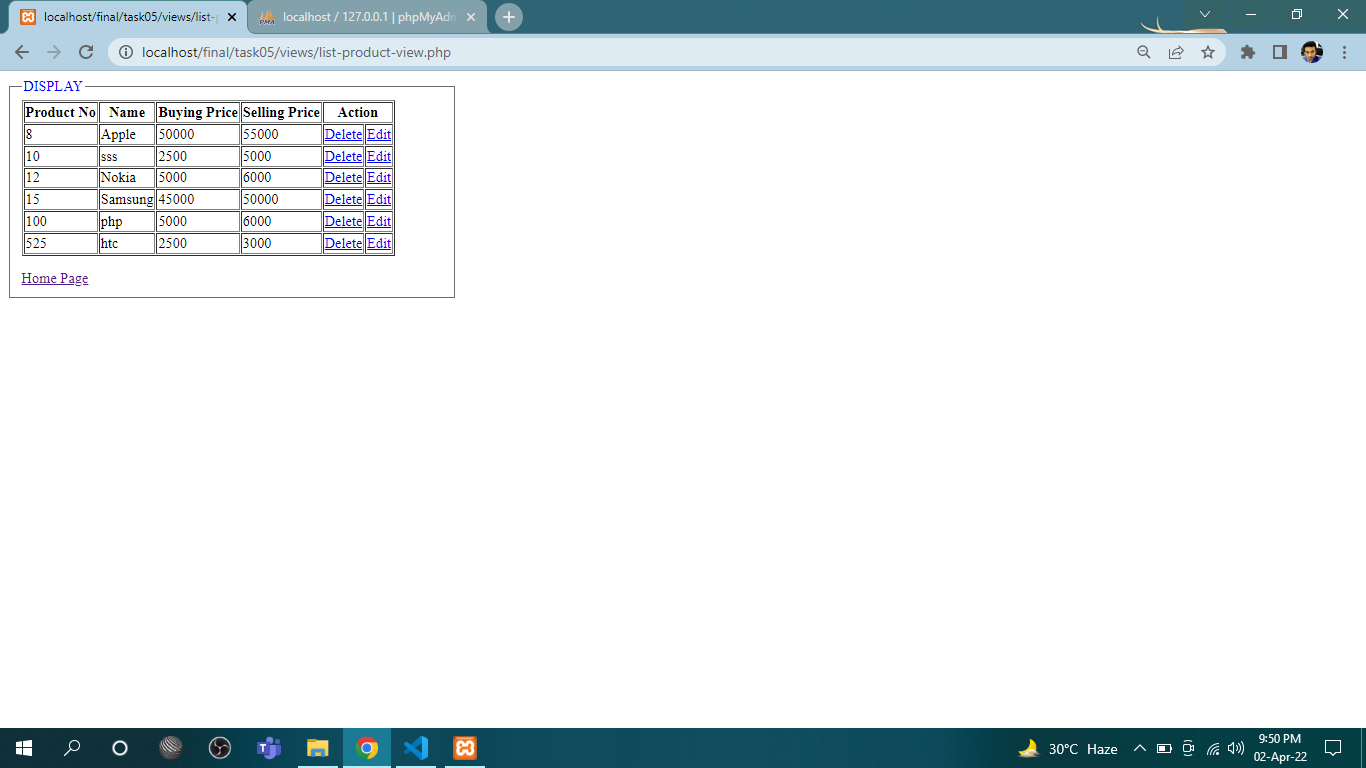 localhost/final/task05/views/list-p
localhost / 127.0.0.1 | phpMyAdm
localhost/final/task05/views/list-product-view.php
DISPLAY
Product No Name Buying Price Selling Price Action
8 Apple 50000 55000 Delete Edit
10 sss 2500 5000 Delete Edit
12 Nokia 5000 6000 Delete Edit
15 Samsung 45000 50000 Delete Edit
100 php 5000 6000 Delete Edit
525 htc 2500 3000 Delete Edit
Home Page
30°C Haze
9:50 PM
02-Apr-22